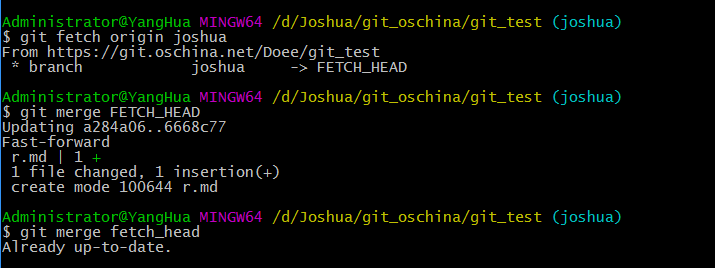 Administrator@YangHua MINGW64 /d/Joshua/git_oschina/git_test (joshua)
$ git fetch origin joshua
From https://git.oschina.net/Doee/git_test
 * branch            joshua     -> FETCH_HEAD
Administrator@YangHua MINGW64 /d/Joshua/git_oschina/git_test (joshua)
$ git merge FETCH_HEAD
Updating a284a06..6668c77
Fast-forward
 r.md | 1 +
 1 file changed, 1 insertion(+)
 create mode 100644 r.md
Administrator@YangHua MINGW64 /d/Joshua/git_oschina/git_test (joshua)
$ git merge fetch_head
Already up-to-date.